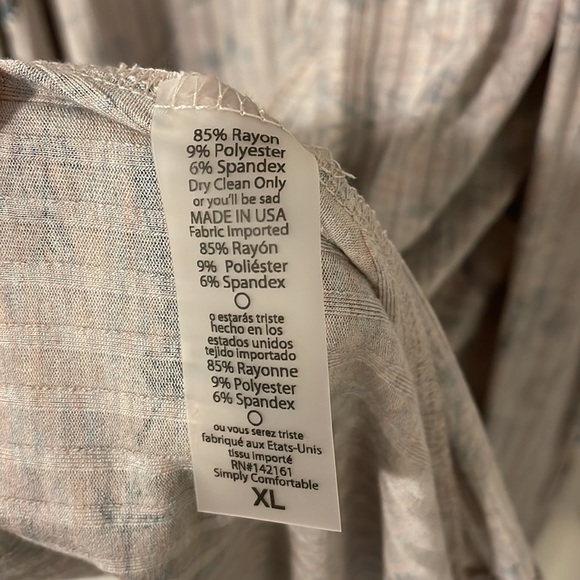 85% Rayon
9% Polyester
6% Spandex
Dry Clean Only
or you'll be sad
MADE IN USA
Fabric Imported
85% Rayón
9% Poliéster
6% Spandex
o estarás triste
hecho en los
estados unidos
tejido importado
85% Rayonne
9% Polyester
6% Spandex
ou vous serez triste
fabriqué aux Etats-Unis
tissu importé
RN#142161
Simply Comfortable
XL